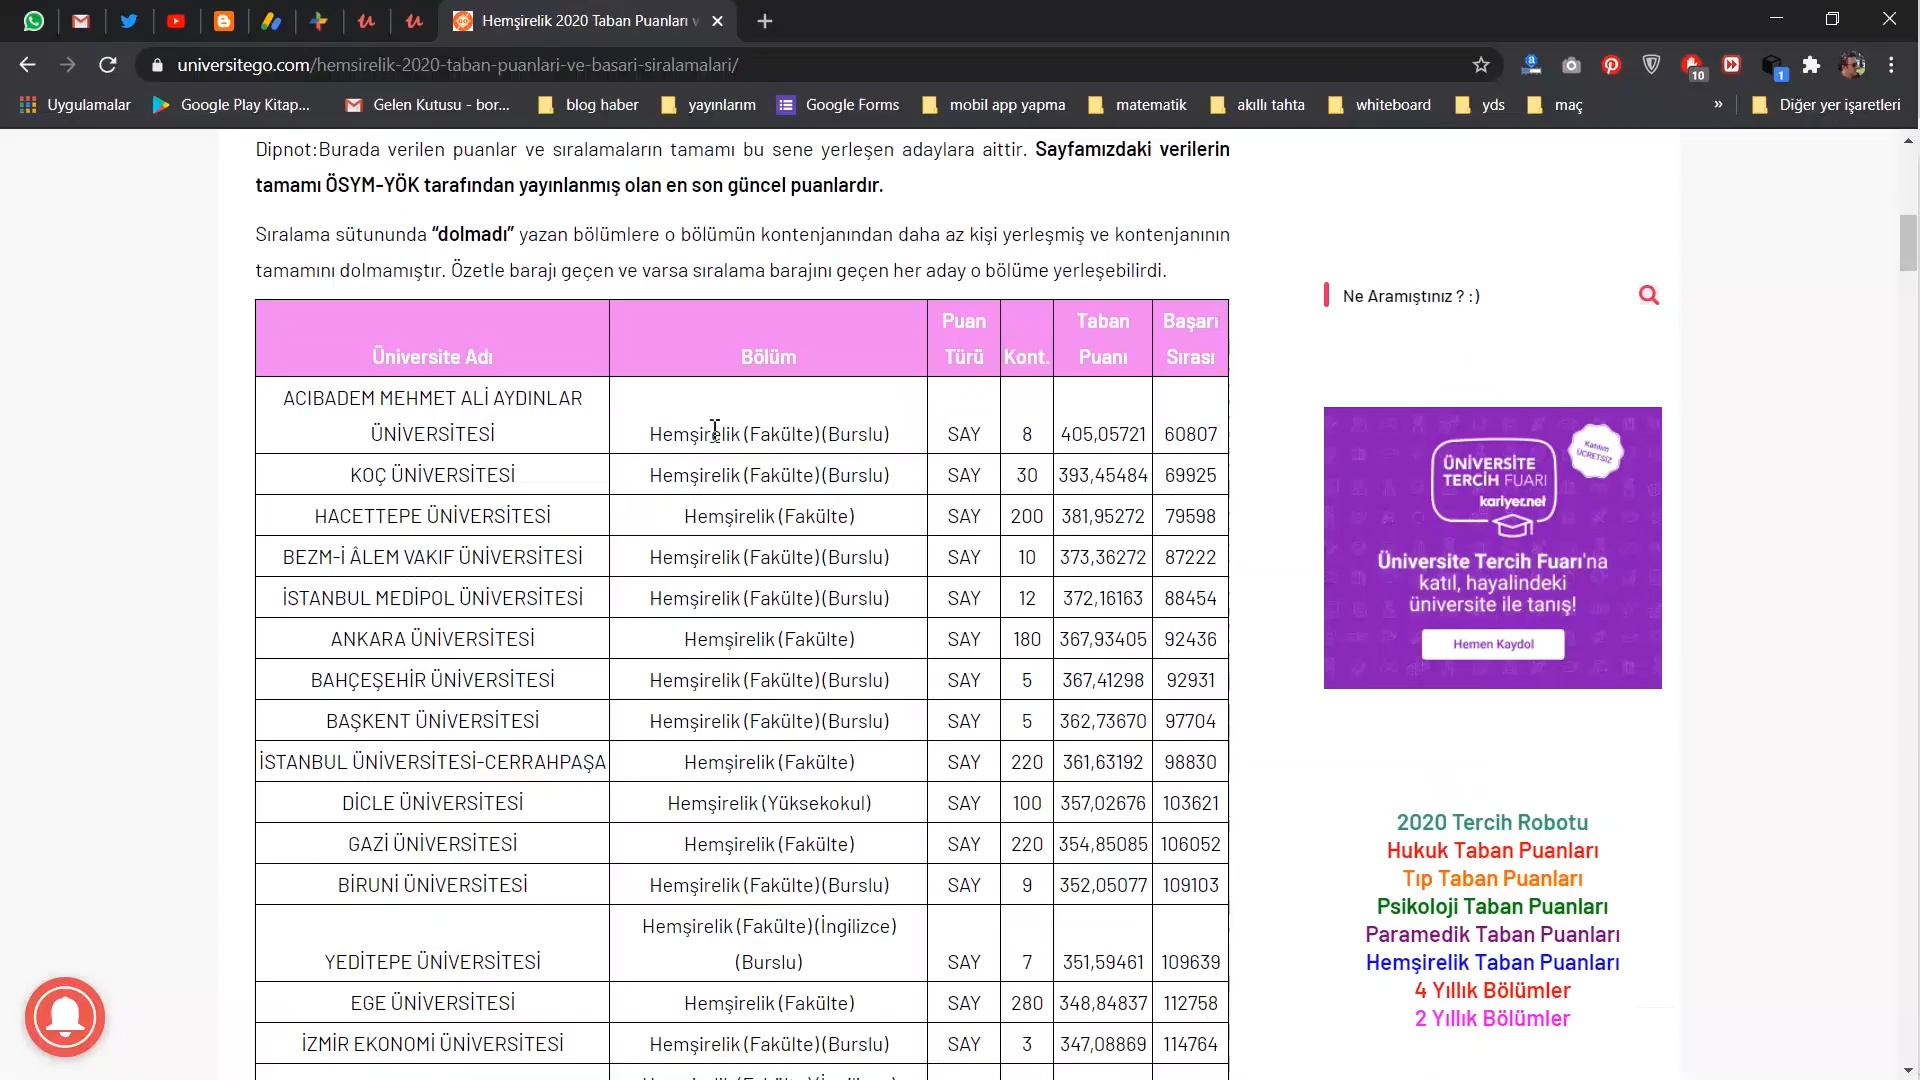 Hemşirelik 2020 Taban Puanları v
universitego.com/hemsirelik-2020-taban-puanlari-ve-basari-siralamalari/
10
1
Uygulamalar
Google Play Kitap...
Gelen Kutusu - bor...
blog haber
yayınlarım
Google Forms
mobil app yapma
matematik
akıllı tahta
whiteboard
yds
maç
»
Diğer yer işaretleri
Dipnot:Burada verilen puanlar ve sıralamaların tamamı bu sene yerleşen adaylara aittir. Sayfamızdaki verilerin
tamamı ÖSYM-YÖK tarafından yayınlanmış olan en son güncel puanlardır.
Sıralama sütununda “dolmadı” yazan bölümlere o bölümün kontenjanından daha az kişi yerleşmiş ve kontenjanının
tamamını dolmamıştır. Özetle barajı geçen ve varsa sıralama barajını geçen her aday o bölüme yerleşebilirdi.
Üniversite Adı Bölüm Puan Türü Kont. Taban Puanı Başarı Sırası
ACIBADEM MEHMET ALİ AYDINLAR
ÜNİVERSİTESİ Hemşirelik (Fakülte) (Burslu) SAY 8 405,05721 60807
KOÇ ÜNİVERSİTESİ Hemşirelik (Fakülte) (Burslu) SAY 30 393,45484 69925
HACETTEPE ÜNİVERSİTESİ Hemşirelik (Fakülte) SAY 200 381,95272 79598
BEZM-İ ÂLEM VAKIF ÜNİVERSİTESİ Hemşirelik (Fakülte) (Burslu) SAY 10 373,36272 87222
İSTANBUL MEDİPOL ÜNİVERSİTESİ Hemşirelik (Fakülte) (Burslu) SAY 12 372,16163 88454
ANKARA ÜNİVERSİTESİ Hemşirelik (Fakülte) SAY 180 367,93405 92436
BAHÇEŞEHİR ÜNİVERSİTESİ Hemşirelik (Fakülte) (Burslu) SAY 5 367,41298 92931
BAŞKENT ÜNİVERSİTESİ Hemşirelik (Fakülte) (Burslu) SAY 5 362,73670 97704
İSTANBUL ÜNİVERSİTESİ-CERRAHPAŞA Hemşirelik (Fakülte) SAY 220 361,63192 98830
DİCLE ÜNİVERSİTESİ Hemşirelik (Yüksekokul) SAY 100 357,02676 103621
GAZİ ÜNİVERSİTESİ Hemşirelik (Fakülte) SAY 220 354,85085 106052
BİRUNİ ÜNİVERSİTESİ Hemşirelik (Fakülte) (Burslu) SAY 9 352,05077 109103
Hemşirelik (Fakülte) (İngilizce)
YEDİTEPE ÜNİVERSİTESİ (Burslu) SAY 7 351,59461 109639
EGE ÜNİVERSİTESİ Hemşirelik (Fakülte) SAY 280 348,84837 112758
İZMİR EKONOMİ ÜNİVERSİTESİ Hemşirelik (Fakülte) (Burslu) SAY 3 347,08869 114764
Ne Aramıştınız ? :)
Katılım
ÜCRETSİZ
ÜNİVERSİTE
TERCİH FUARI
kariyer.net
Üniversite Tercih Fuarı'na
katıl, hayalindeki
üniversite ile tanış!
Hemen Kaydol
2020 Tercih Robotu
Hukuk Taban Puanları
Tıp Taban Puanları
Psikoloji Taban Puanları
Paramedik Taban Puanları
Hemşirelik Taban Puanları
4 Yıllık Bölümler
2 Yıllık Bölümler